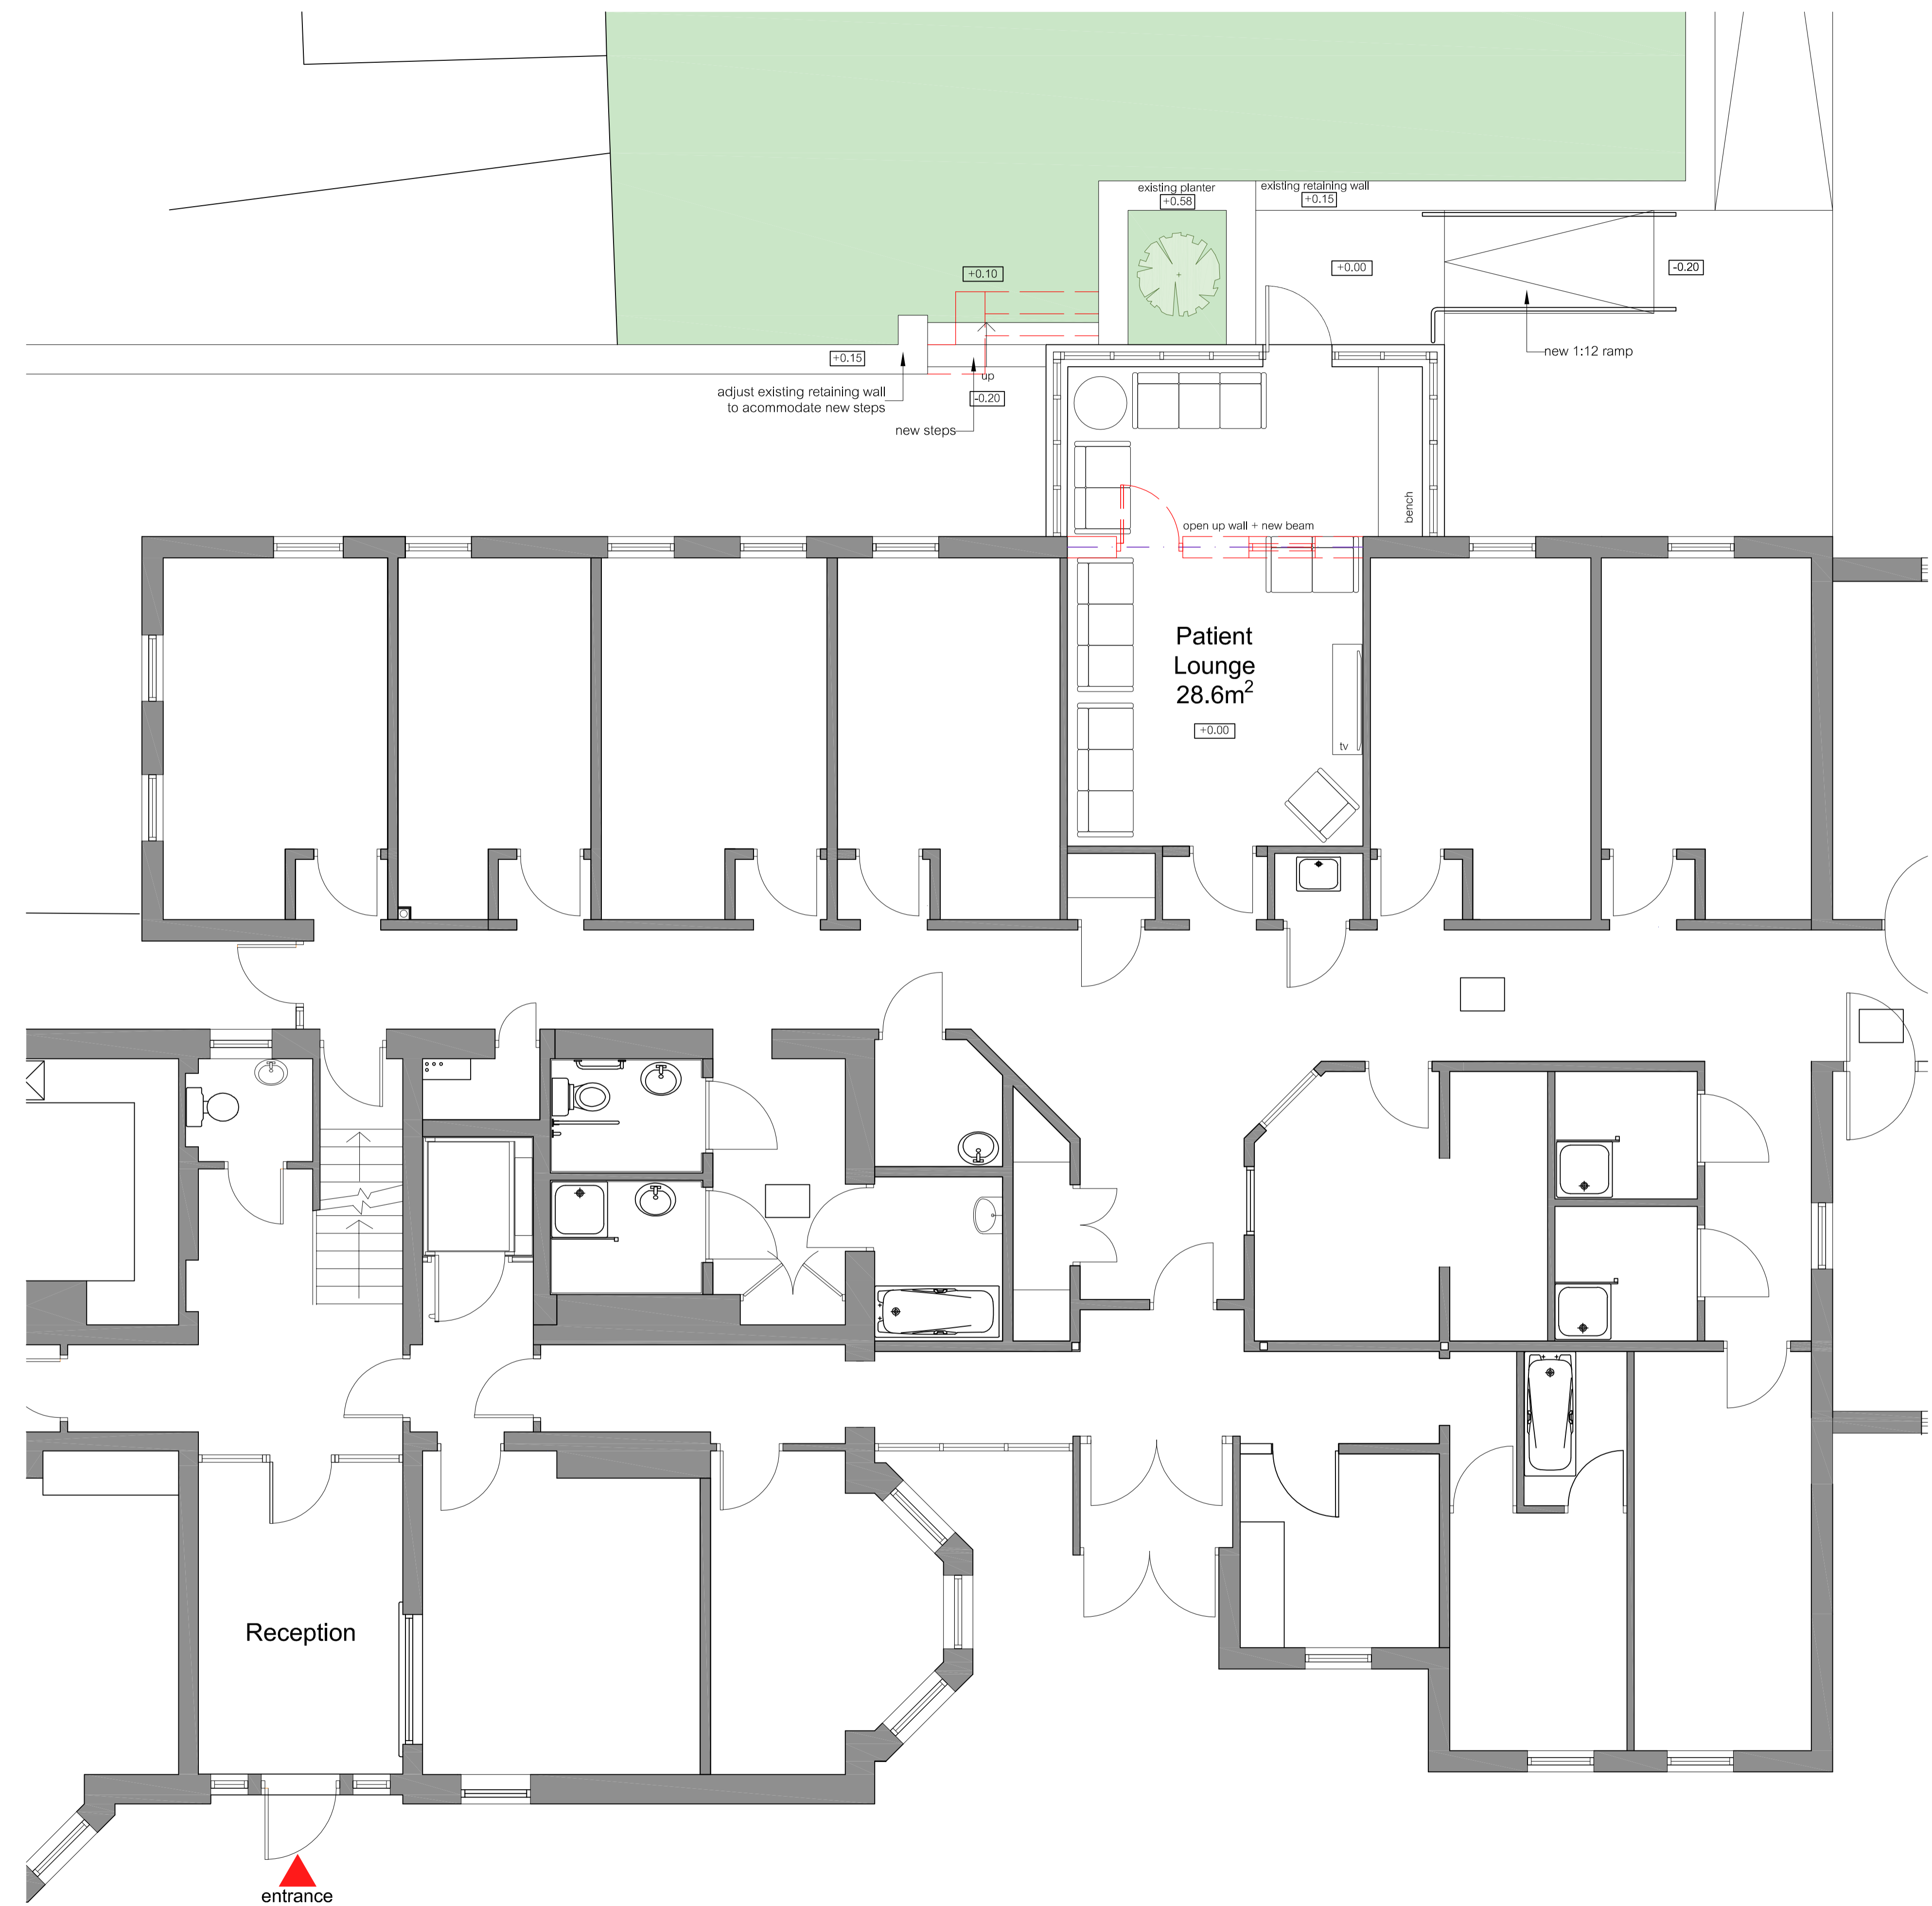 existing planter
+0.58
existing retaining wall
+0.15
+0.10
+0.00
-0.20
+0.15
up
-0.20
adjust existing retaining wall
to acommodate new steps
new steps
new 1:12 ramp
bench
open up wall + new beam
Patient
Lounge
28.6m²
+0.00
tv
Reception
entrance